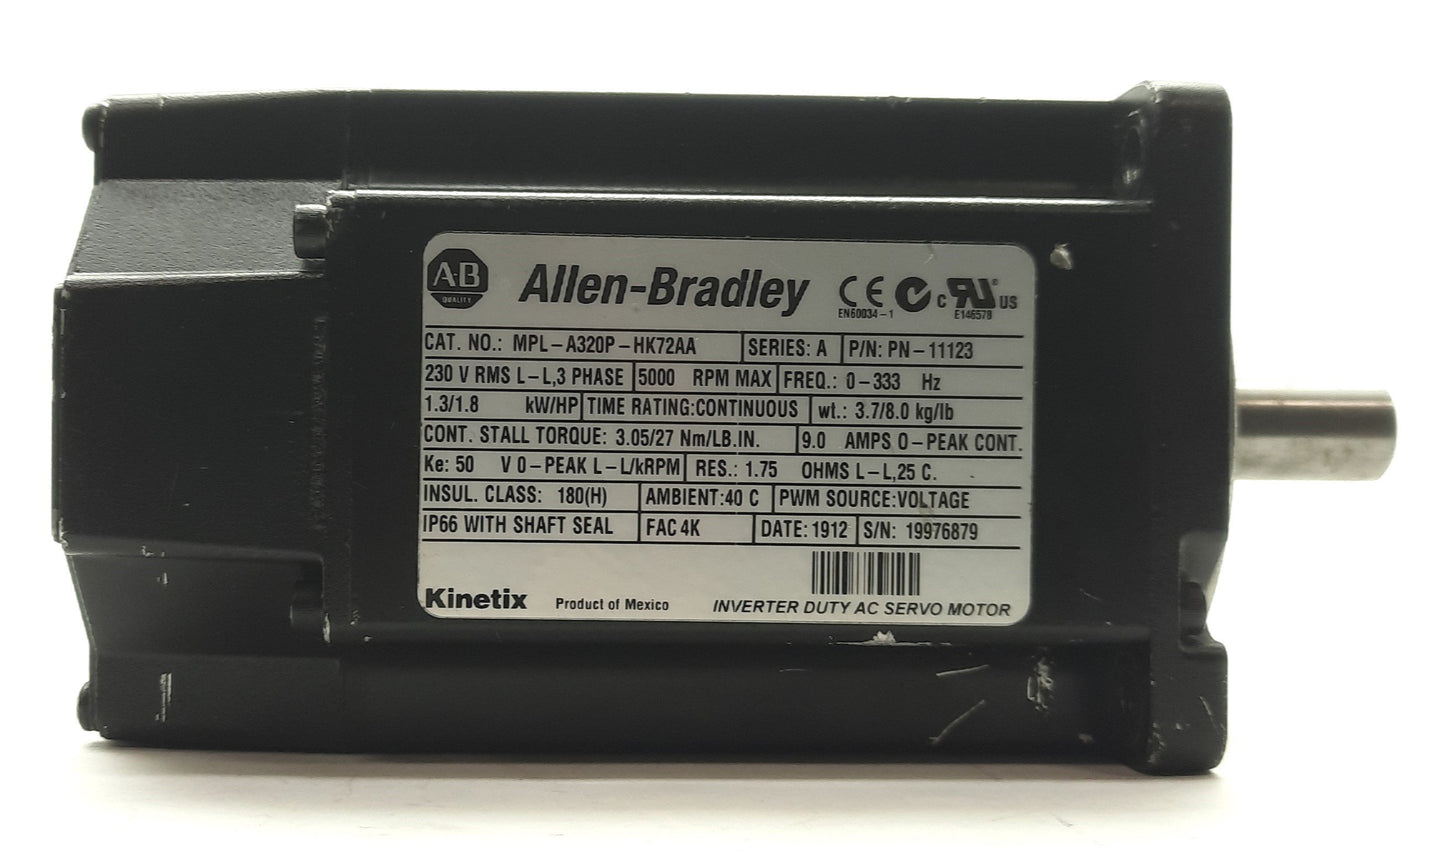 A-B
QUALITY
Allen-Bradley
CE
EN60034-1
c RU US
E146578
CAT. NO.: MPL-A320P-HK72AA SERIES: A P/N: PN-11123
230 V RMS L-L,3 PHASE 5000 RPM MAX FREQ.: 0-333 Hz
1.3/1.8 kW/HP TIME RATING:CONTINUOUS wt.: 3.7/8.0 kg/lb
CONT. STALL TORQUE: 3.05/27 Nm/LB.IN. 9.0 AMPS 0-PEAK CONT.
Ke: 50 V 0-PEAK L-L/kRPM RES.: 1.75 OHMS L-L,25 C.
INSUL. CLASS: 180(H) AMBIENT:40 C PWM SOURCE:VOLTAGE
IP66 WITH SHAFT SEAL FAC 4K DATE: 1912 S/N: 19976879
Kinetix Product of Mexico INVERTER DUTY AC SERVO MOTOR